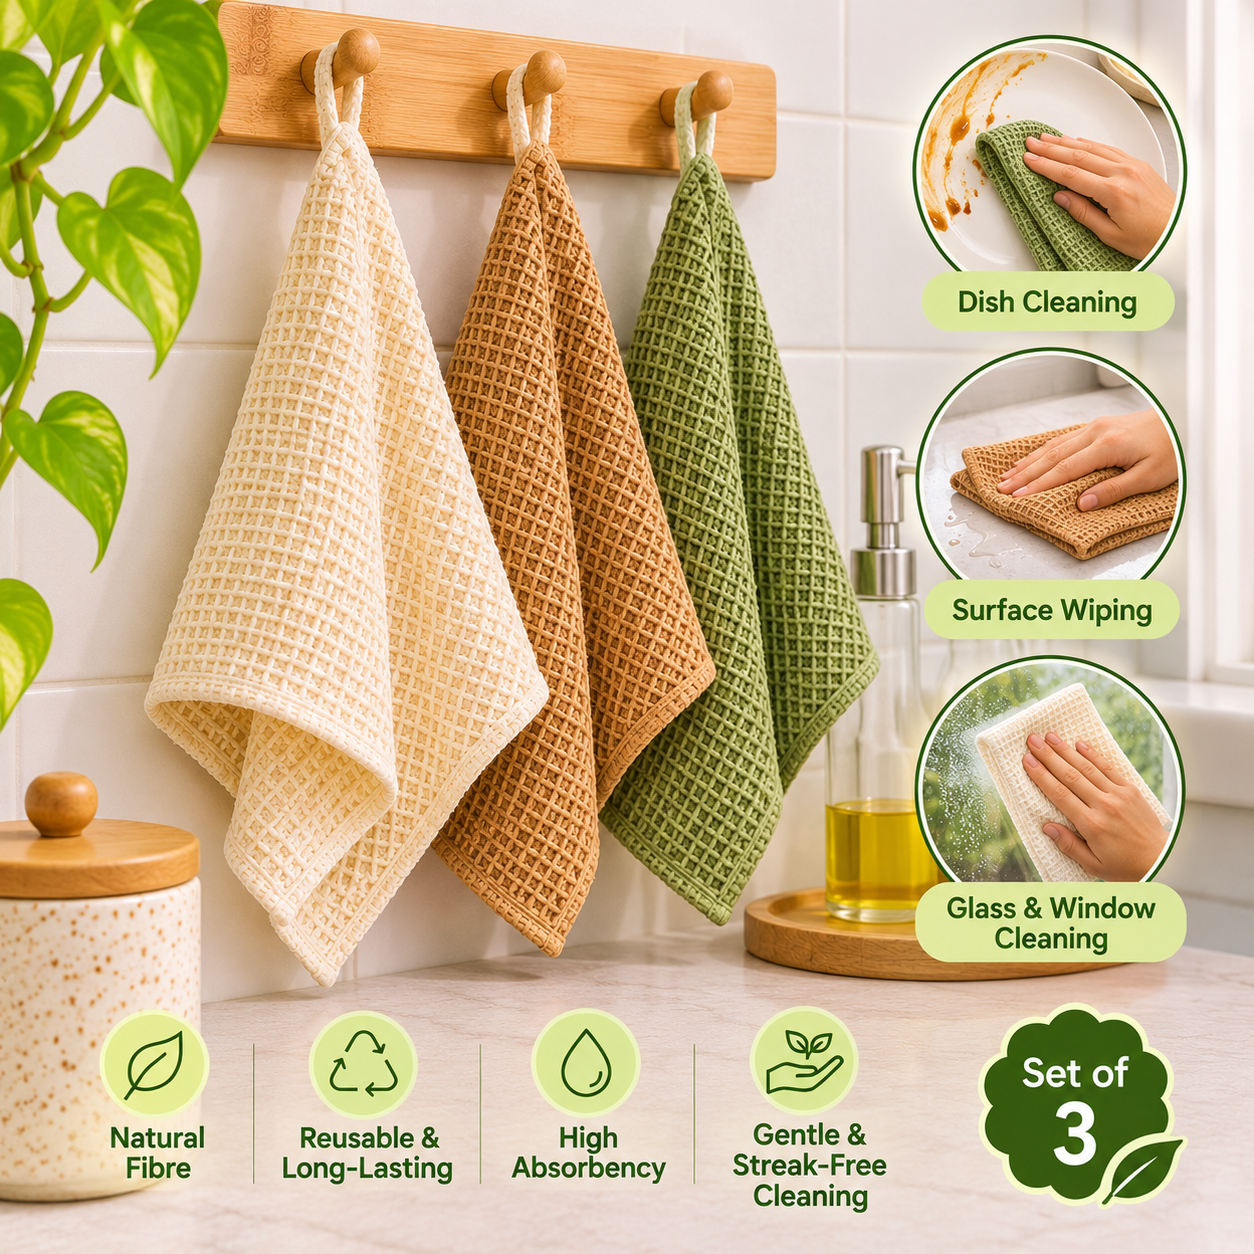 Dish Cleaning
Surface Wiping
Glass & Window
Cleaning
Natural
Fibre
Reusable &
Long-Lasting
High
Absorbency
Gentle &
Streak-Free
Cleaning
Set of
3